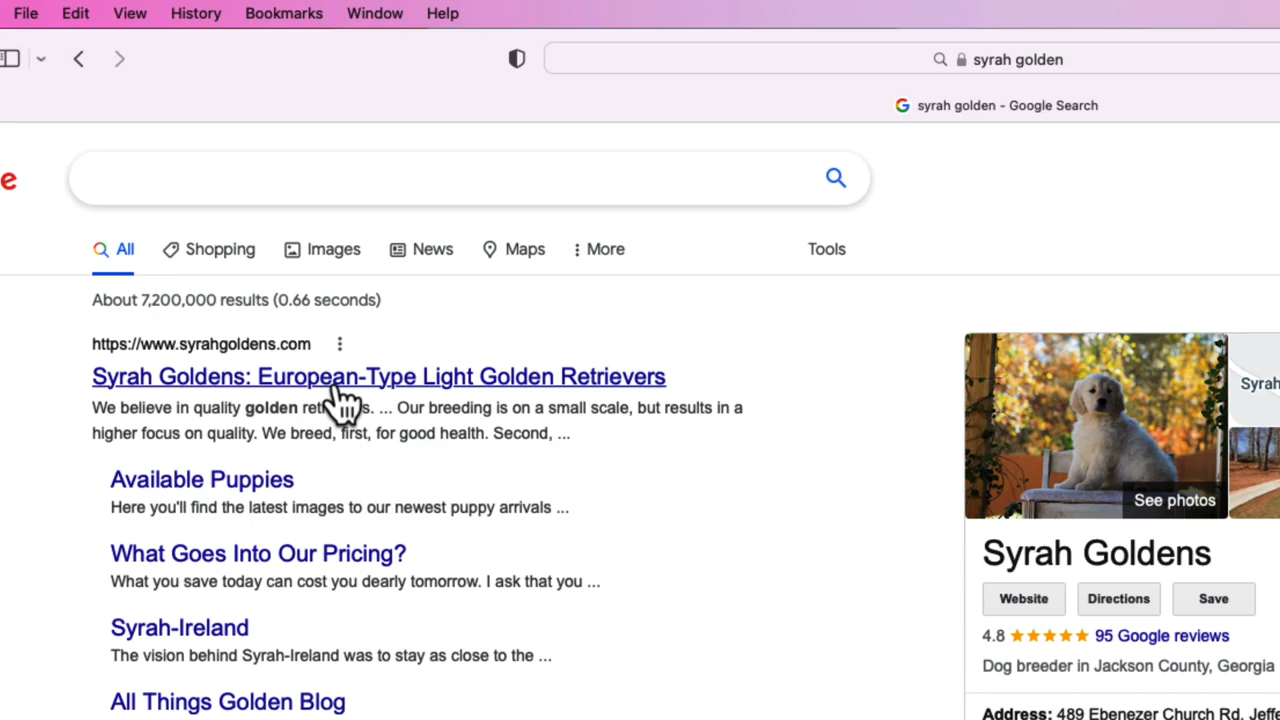 File Edit View History Bookmarks Window Help
syrah golden
syrah golden - Google Search
e
All Shopping Images News Maps More Tools
About 7,200,000 results (0.66 seconds)
https://www.syrahgoldens.com
Syrah Goldens: European-Type Light Golden Retrievers
We believe in quality golden ret s. ... Our breeding is on a small scale, but results in a
higher focus on quality. We breed, first, for good health. Second, ...
Available Puppies
Here you'll find the latest images to our newest puppy arrivals ...
What Goes Into Our Pricing?
What you save today can cost you dearly tomorrow. I ask that you ...
Syrah-Ireland
The vision behind Syrah-Ireland was to stay as close to the ...
All Things Golden Blog
Syrah
See photos
Syrah Goldens
Website Directions Save
4.8 95 Google reviews
Dog breeder in Jackson County, Georgia
Address: 489 Ebenezer Church Rd, Jeffe